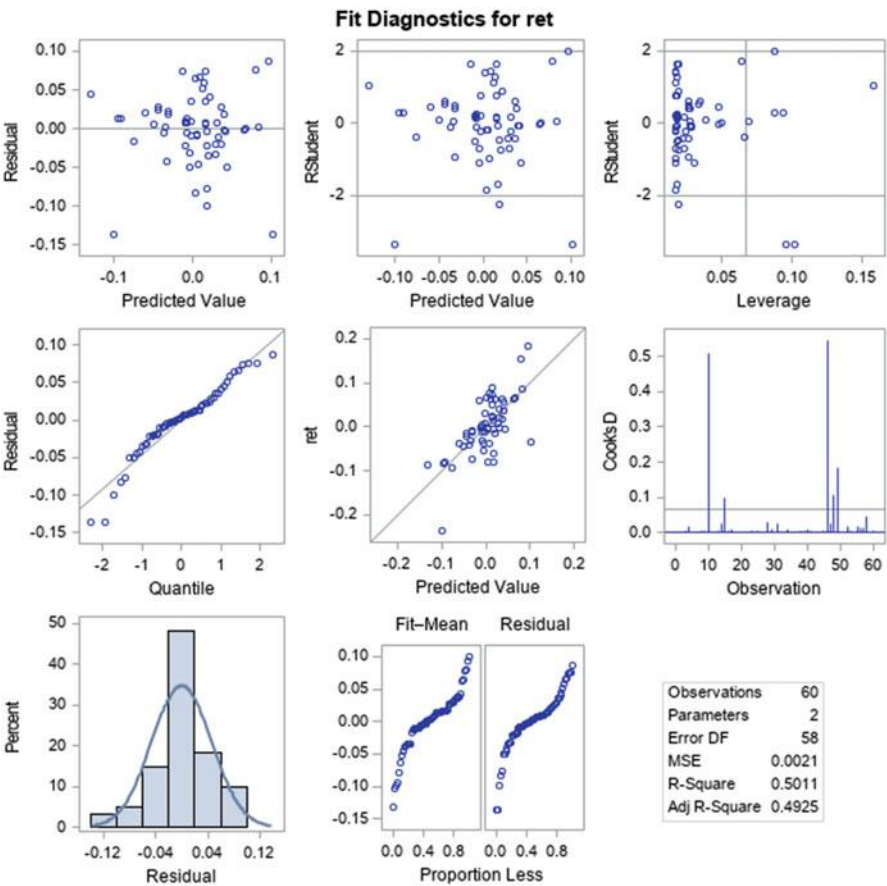 Fit Diagnostics for ret
0.10
0.05
0.00
-0.05
-0.10
-0.15
Residual
-0.1 0.0 0.1
Predicted Value
2
0
-2
RStudent
-0.10 -0.05 0.00 0.05 0.10
Predicted Value
2
0
-2
RStudent
0.05 0.10 0.15
Leverage
0.10
0.05
0.00
-0.05
-0.10
-0.15
Residual
-2 -1 0 1 2
Quantile
0.2
0.1
0.0
-0.1
-0.2
ret
-0.2 -0.1 0.0 0.1 0.2
Predicted Value
0.5
0.4
0.3
0.2
0.1
0.0
Cook's D
0 10 20 30 40 50 60
Observation
50
40
30
20
10
0
Percent
-0.12 -0.04 0.04 0.12
Residual
Fit–Mean Residual
0.10
0.05
0.00
-0.05
-0.10
-0.15
0.0 0.4 0.8 0.0 0.4 0.8
Proportion Less
Observations 60
Parameters 2
Error DF 58
MSE 0.0021
R-Square 0.5011
Adj R-Square 0.4925